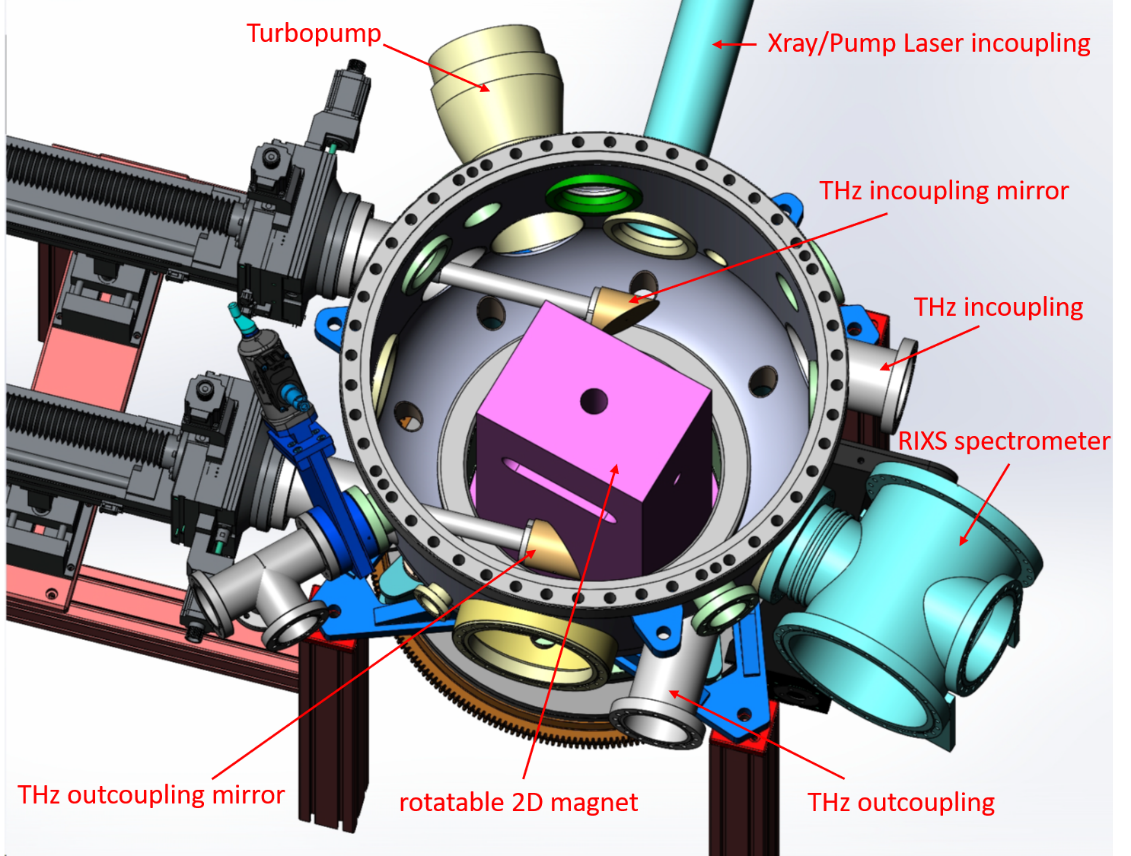 Turbopump
Xray/Pump Laser incoupling
THz incoupling mirror
THz incoupling
RIXS spectrometer
THz outcoupling mirror
rotatable 2D magnet
THz outcoupling